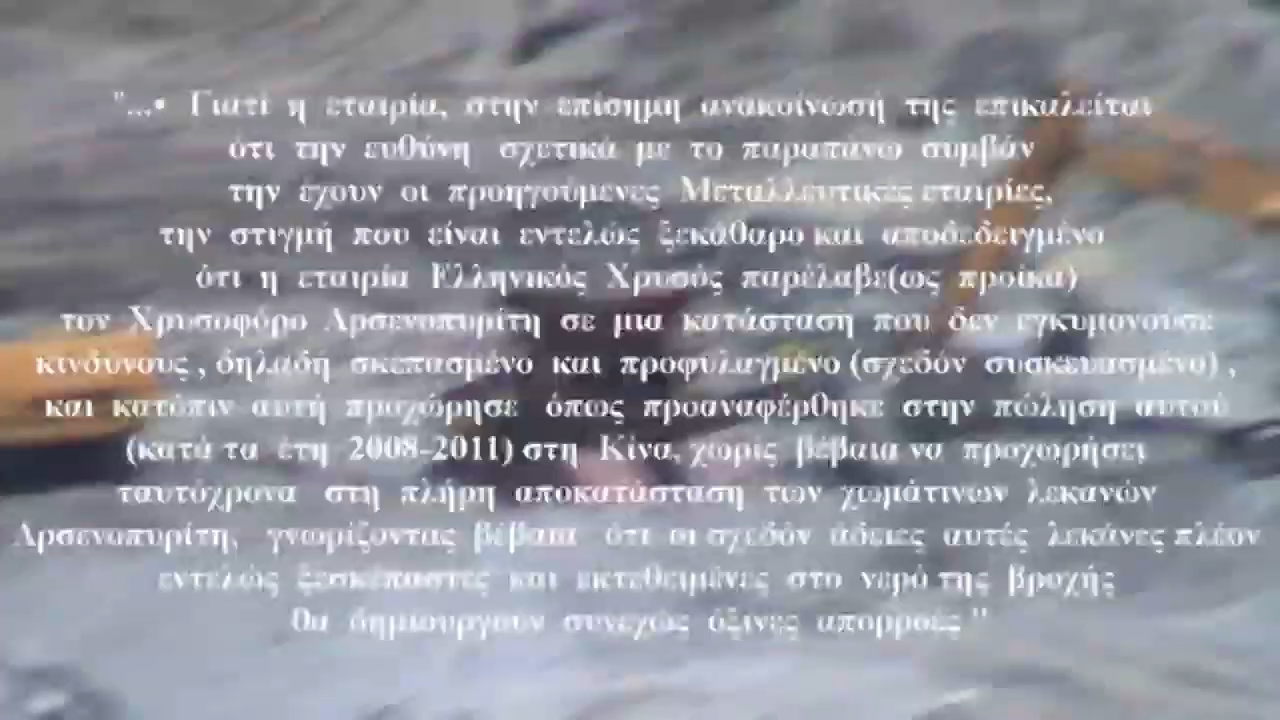 "...• Γιατί η εταιρία, στην επίσημη ανακοίνωσή της επικαλείται
ότι την ευθύνη σχετικά με το παραπάνω συμβάν
την έχουν οι προηγούμενες Μεταλλευτικές εταιρίες,
την στιγμή που είναι εντελώς ξεκάθαρο και αποδεδειγμένο
ότι η εταιρία Ελληνικός Χρυσός παρέλαβε(ως προίκα)
τον Χρυσοφόρο Αρσενοπυρίτη σε μια κατάσταση που δεν εγκυμονούσε
κινδύνους , δηλαδή σκεπασμένο και προφυλαγμένο (σχεδόν συσκευασμένο) ,
και κατόπιν αυτή προχώρησε όπως προαναφέρθηκε στην πώληση αυτού
(κατά τα έτη 2008-2011) στη Κίνα, χωρίς βέβαια να προχωρήσει
ταυτόχρονα στη πλήρη αποκατάσταση των χωμάτινων λεκανών
Αρσενοπυρίτη, γνωρίζοντας βέβαια ότι οι σχεδόν άδειες αυτές λεκάνες πλέον
εντελώς ξεσκέπαστες και εκτεθειμένες στο νερό της βροχής
θα δημιουργούν συνεχώς όξινες απορροές "